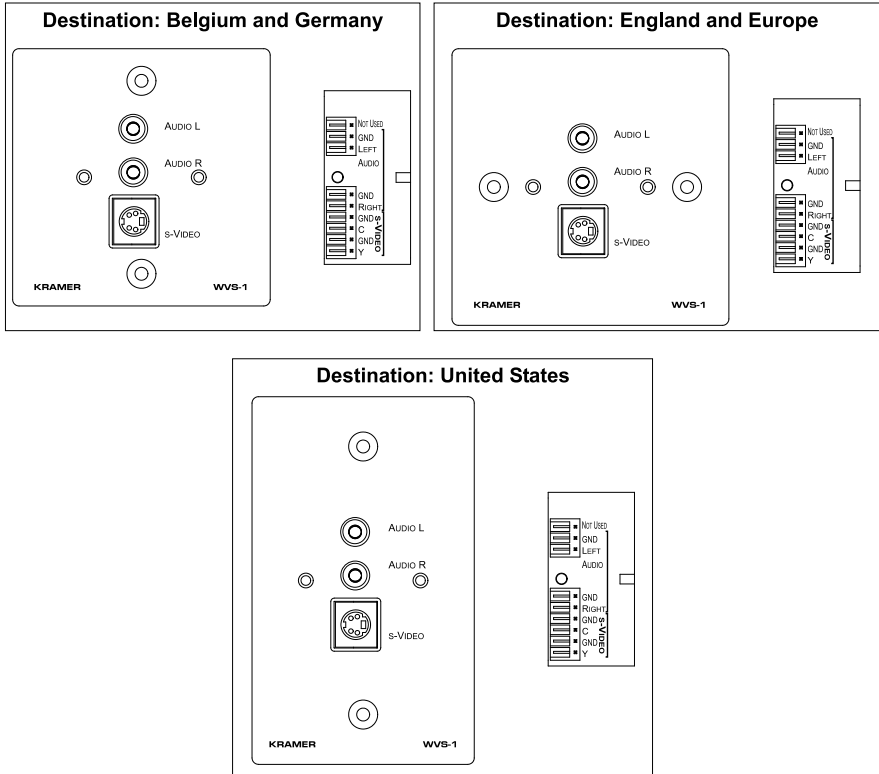 Destination: Belgium and Germany
AUDIO L
AUDIO R
S-VIDEO
KRAMER WVS-1
NOT USED
GND
LEFT
AUDIO
GND
RIGHT
GND
C
GND
Y
S-VIDEO
Destination: England and Europe
AUDIO L
AUDIO R
S-VIDEO
KRAMER WVS-1
NOT USED
GND
LEFT
AUDIO
GND
RIGHT
GND
C
GND
Y
S-VIDEO
Destination: United States
AUDIO L
AUDIO R
S-VIDEO
KRAMER WVS-1
NOT USED
GND
LEFT
AUDIO
GND
RIGHT
GND
C
GND
Y
S-VIDEO